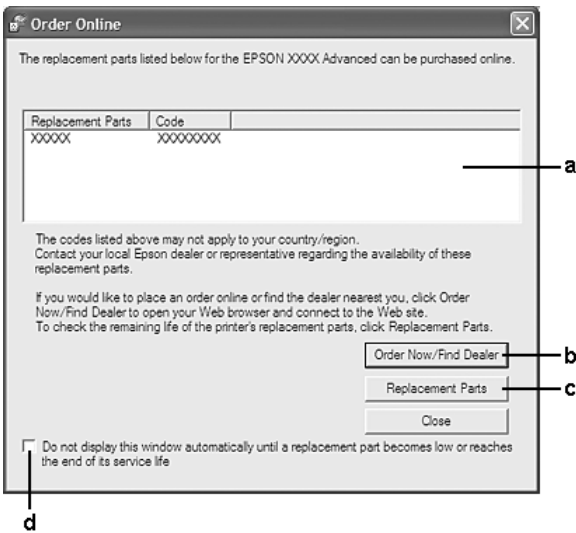 Order Online
The replacement parts listed below for the EPSON XXXX Advanced can be purchased online.
Replacement Parts Code
XXXXX XXXXXXXX
a
The codes listed above may not apply to your country/region.
Contact your local Epson dealer or representative regarding the availability of these
replacement parts.
If you would like to place an order online or find the dealer nearest you, click Order
Now/Find Dealer to open your Web browser and connect to the Web site.
To check the remaining life of the printer's replacement parts, click Replacement Parts.
Order Now/Find Dealer b
Replacement Parts c
Close
Do not display this window automatically until a replacement part becomes low or reaches
the end of its service life
d